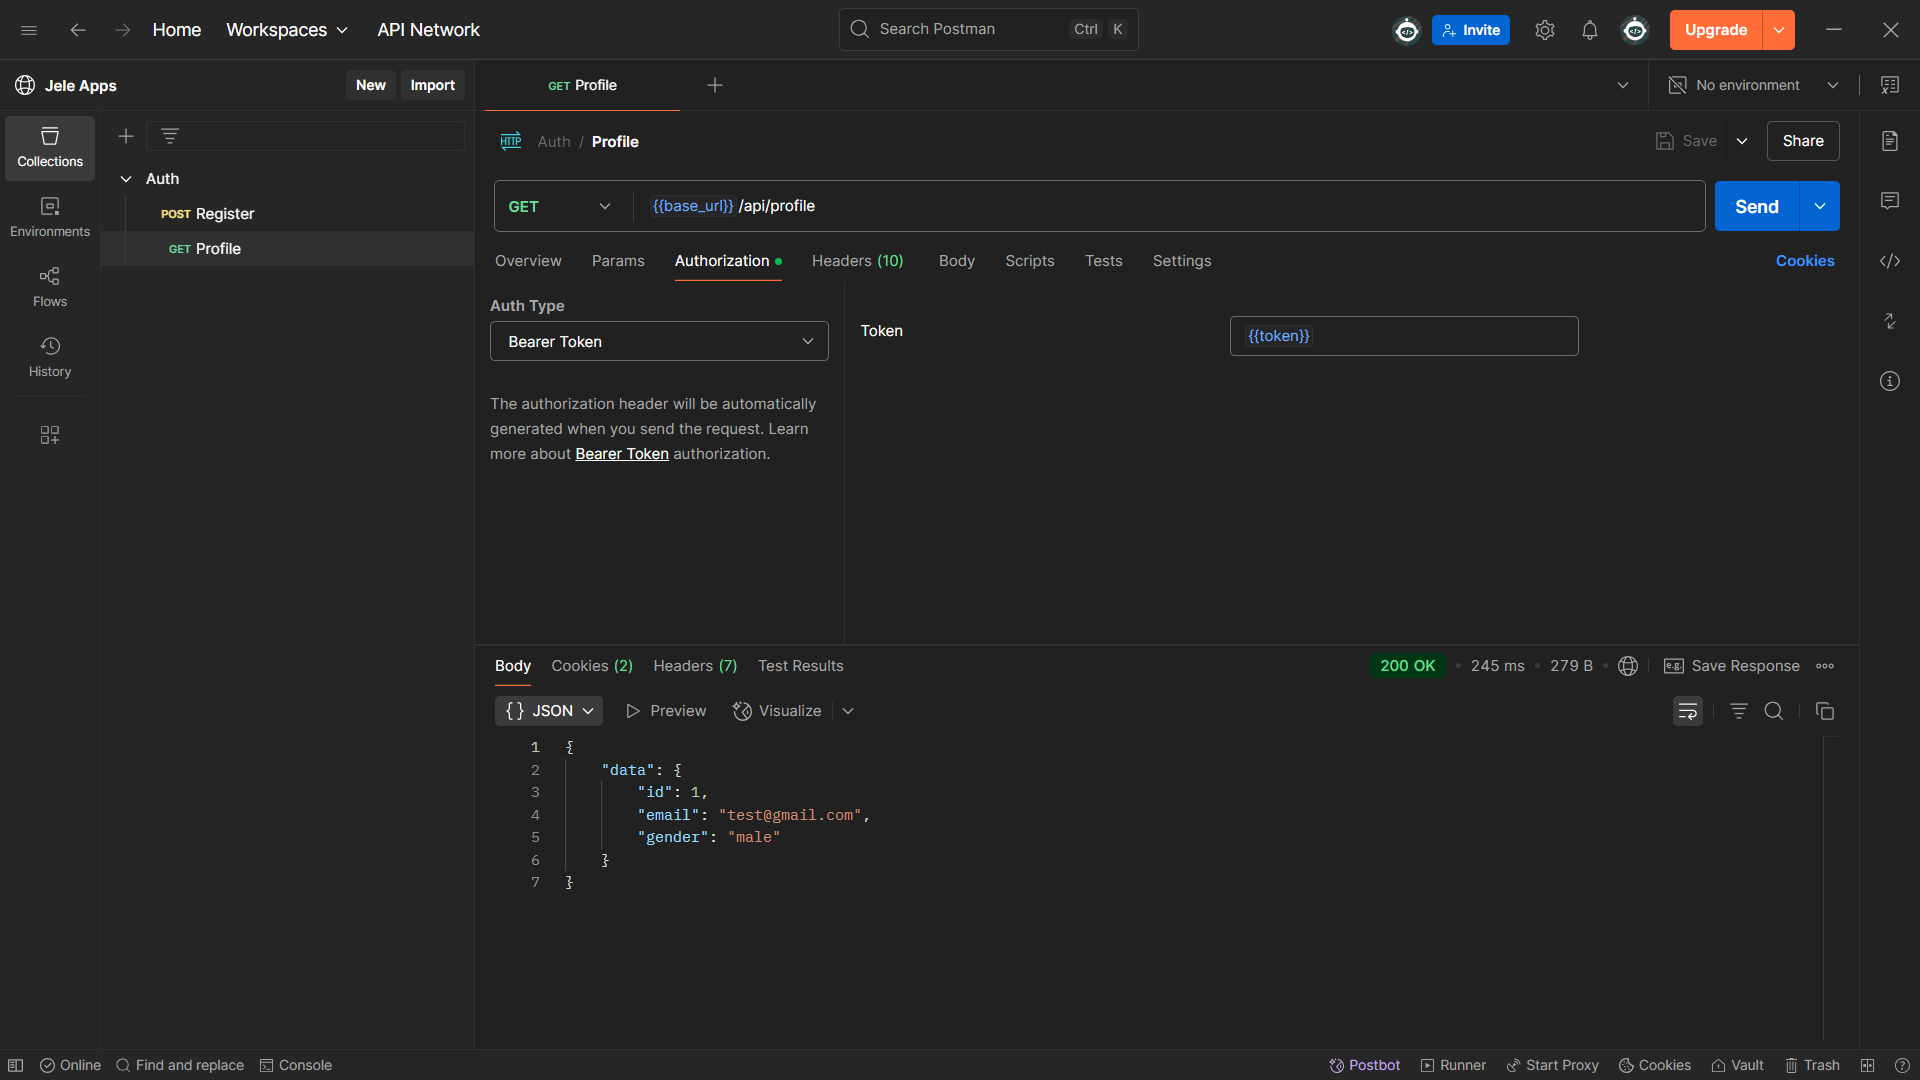 Home Workspaces API Network Search Postman Ctrl K Invite Upgrade
Jele Apps New Import GET Profile No environment
Collections
Environments
Flows
History
Auth
POST Register
GET Profile
HTTP Auth / Profile Save Share
GET {{base_url}} /api/profile Send
Overview Params Authorization Headers (10) Body Scripts Tests Settings Cookies
Auth Type
Bearer Token
The authorization header will be automatically
generated when you send the request. Learn
more about Bearer Token authorization.
Token {{token}}
Body Cookies (2) Headers (7) Test Results 200 OK 245 ms 279 B e.g. Save Response
{} JSON Preview Visualize
1 {
2 "data": {
3 "id": 1,
4 "email": "test@gmail.com",
5 "gender": "male"
6 }
7 }
Online Find and replace Console Postbot Runner Start Proxy Cookies Vault Trash